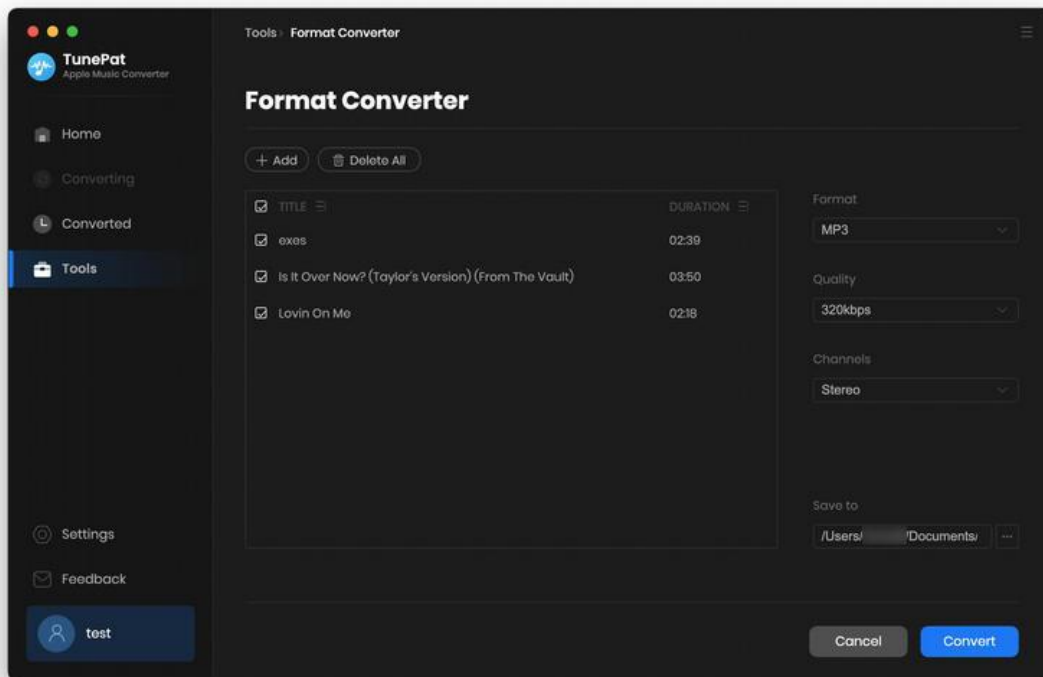 TunePat
Apple Music Converter
Home
Converting
Converted
Tools
Settings
Feedback
test
Tools › Format Converter
Format Converter
+ Add Delete All
TITLE DURATION
exes 02:39
Is It Over Now? (Taylor's Version) (From The Vault) 03:50
Lovin On Me 02:18
Format
MP3
Quality
320kbps
Channels
Stereo
Save to
/Users/ /Documents/ ...
Cancel Convert